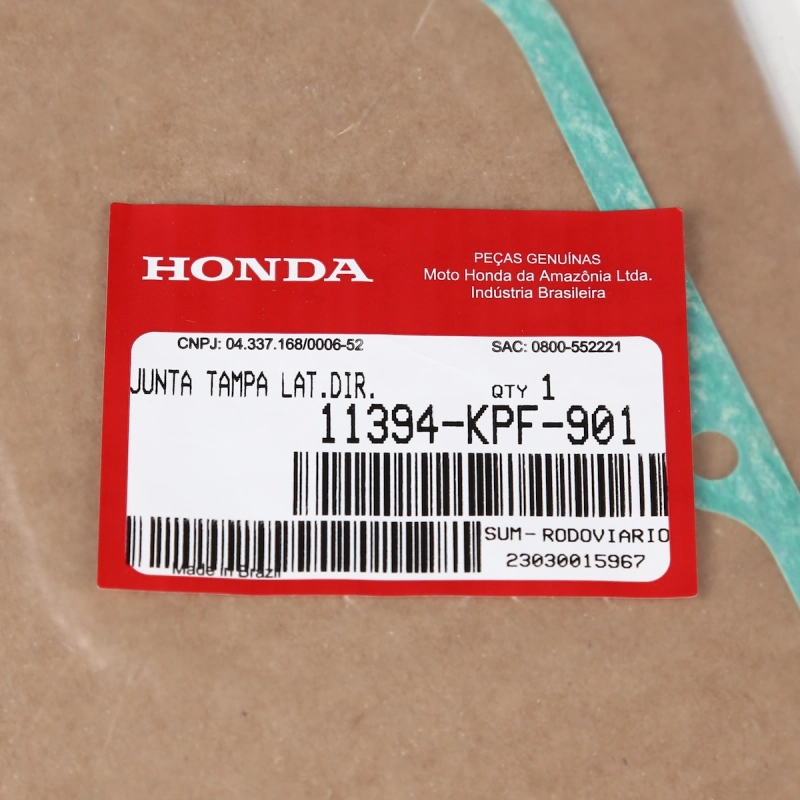 HONDA
PEÇAS GENUÍNAS
Moto Honda da Amazônia Ltda.
Indústria Brasileira
CNPJ: 04.337.168/0006-52
SAC: 0800-552221
JUNTA TAMPA LAT.DIR.
QTY 1
11394-KPF-901
SUM-RODOVIARIO
23030015967
Made in Brazil